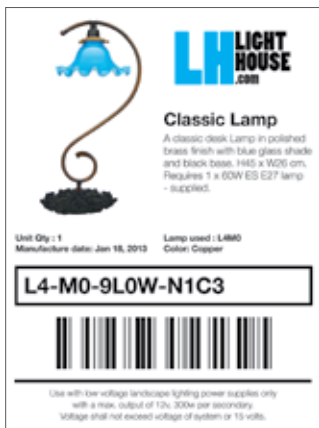 LH LIGHT
HOUSE
.com
Classic Lamp
A classic desk Lamp in polished
brass finish with blue glass shade
and black base. H45 x W26 cm.
Requires 1 x 60W ES E27 lamp
- supplied.
Unit Qty : 1
Lamp used : L4M0
Manufacture date: Jan 18, 2013
Color: Copper
L4-M0-9L0W-N1C3
Use with low voltage landscape lighting power supplies only
with a max. output of 12v, 300w per secondary.
Voltage shall not exceed voltage of system or 15 volts.